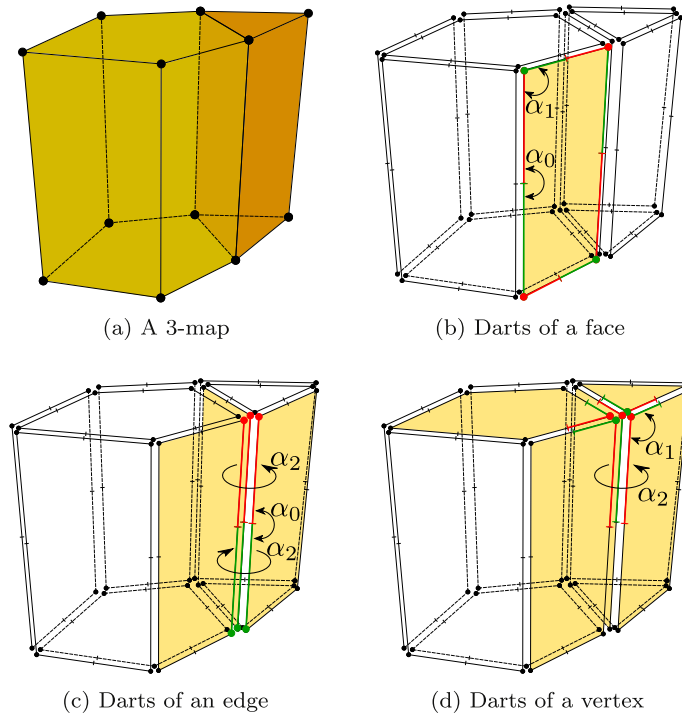 (a) A 3-map
α₁
α₀
(b) Darts of a face
α₂
α₀
α₂
(c) Darts of an edge
α₁
α₂
(d) Darts of a vertex